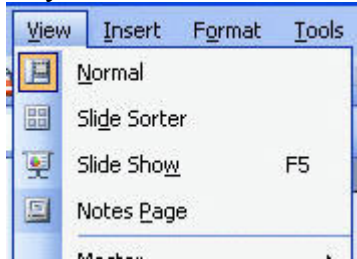 View Insert Format Tools
Normal
Slide Sorter
Slide Show F5
Notes Page